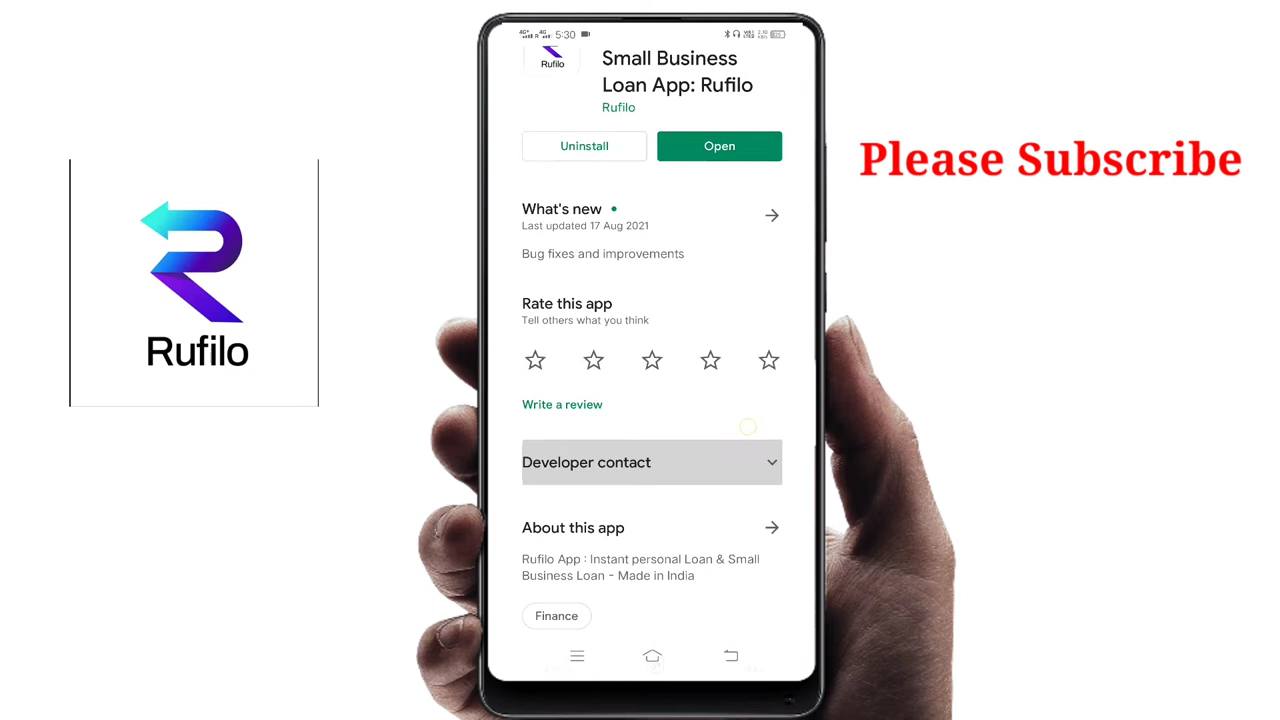 5:30
Rufilo
Small Business
Loan App: Rufilo
Rufilo
Uninstall
Open
What's new
Last updated 17 Aug 2021
Bug fixes and improvements
Rate this app
Tell others what you think
Write a review
Developer contact
About this app
Rufilo App : Instant personal Loan & Small
Business Loan - Made in India
Finance
Please Subscribe
Rufilo